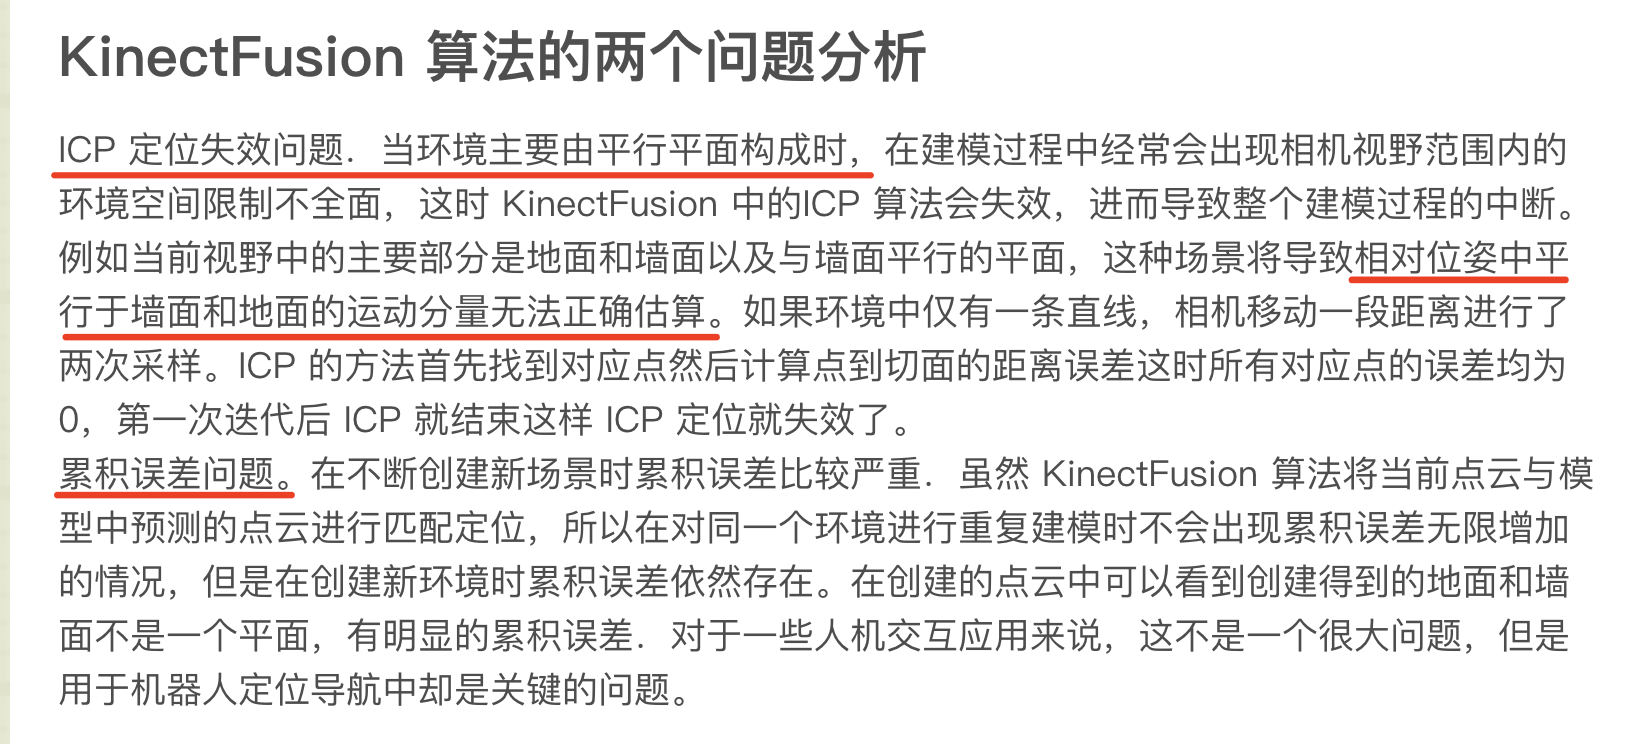 KinectFusion 算法的两个问题分析
ICP 定位失效问题．当环境主要由平行平面构成时，在建模过程中经常会出现相机视野范围内的
环境空间限制不全面，这时 KinectFusion 中的ICP 算法会失效，进而导致整个建模过程的中断。
例如当前视野中的主要部分是地面和墙面以及与墙面平行的平面，这种场景将导致相对位姿中平
行于墙面和地面的运动分量无法正确估算。如果环境中仅有一条直线，相机移动一段距离进行了
两次采样。ICP 的方法首先找到对应点然后计算点到切面的距离误差这时所有对应点的误差均为
0，第一次迭代后 ICP 就结束这样 ICP 定位就失效了。
累积误差问题。在不断创建新场景时累积误差比较严重．虽然 KinectFusion 算法将当前点云与模
型中预测的点云进行匹配定位，所以在对同一个环境进行重复建模时不会出现累积误差无限增加
的情况，但是在创建新环境时累积误差依然存在。在创建的点云中可以看到创建得到的地面和墙
面不是一个平面，有明显的累积误差．对于一些人机交互应用来说，这不是一个很大问题，但是
用于机器人定位导航中却是关键的问题。